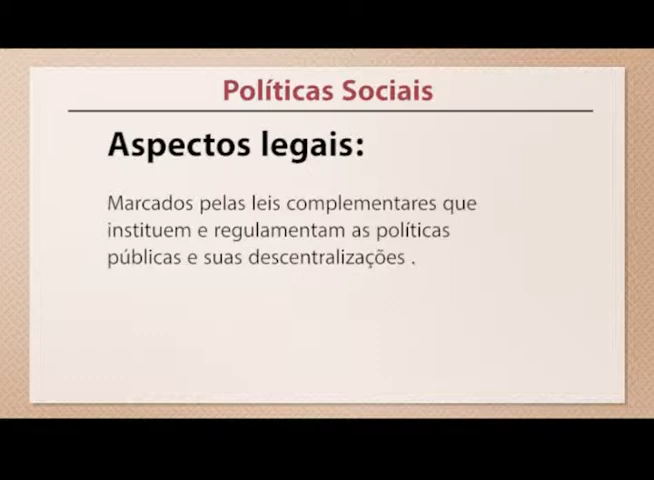 Políticas Sociais
Aspectos legais:
Marcados pelas leis complementares que
instituem e regulamentam as políticas
públicas e suas descentralizações .